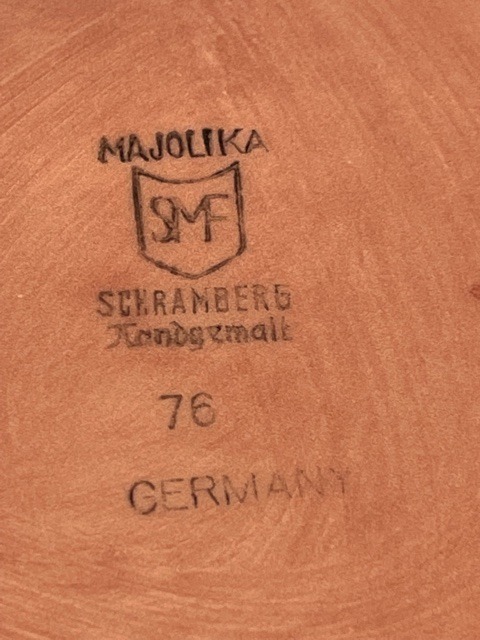 MAJOLIKA
SMF
SCHRAMBERG
Handgemalt
76
GERMANY